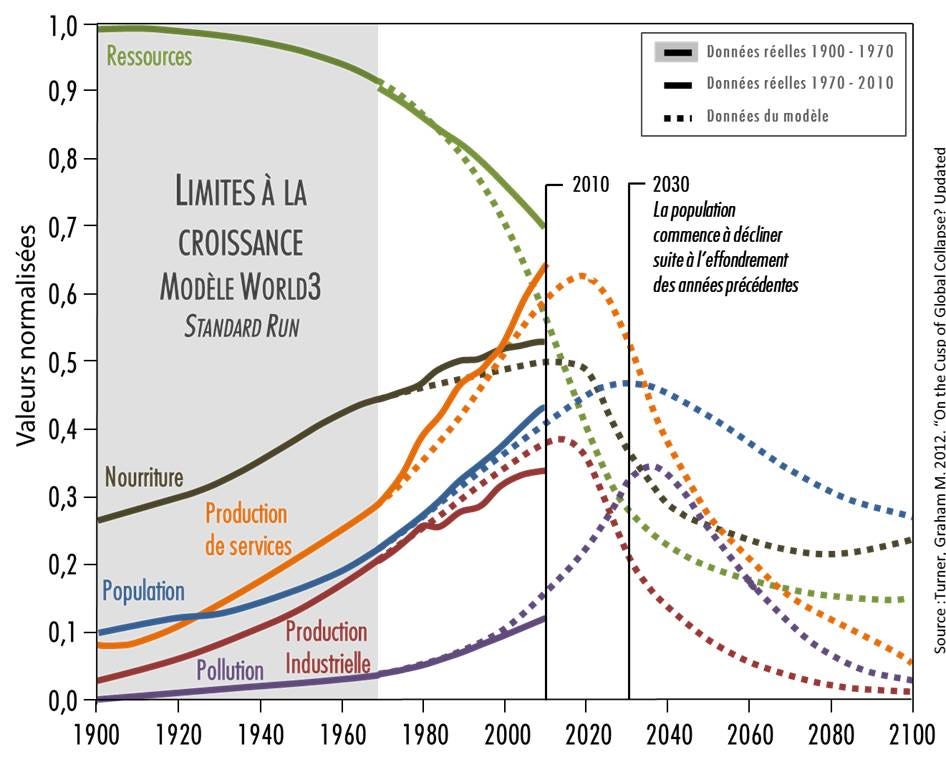 1,0
0,9
0,8
0,7
0,6
0,5
0,4
0,3
0,2
0,1
0,0
Valeurs normalisées
Ressources
LIMITES À LA
CROISSANCE
MODÈLE WORLD3
STANDARD RUN
Nourriture
Production
de services
Population
Production
Industrielle
Pollution
Données réelles 1900 - 1970
Données réelles 1970 - 2010
Données du modèle
2010
2030
La population
commence à décliner
suite à l'effondrement
des années précédentes
1900
1920
1940
1960
1980
2000
2020
2040
2060
2080
2100
Source :Turner, Graham M. 2012. “On the Cusp of Global Collapse? Updated